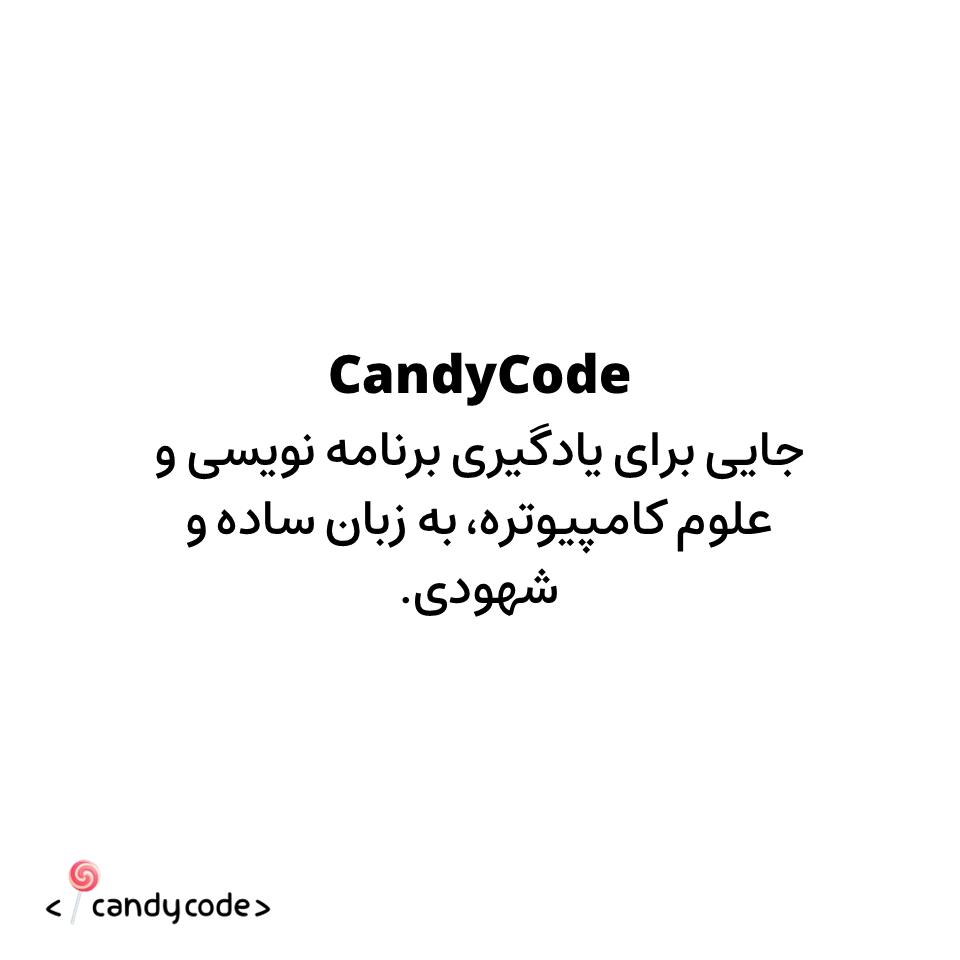 CandyCode
جایی برای یادگیری برنامه نویسی و
علوم کامپیوتره، به زبان ساده و
شهودی.
< candycode>